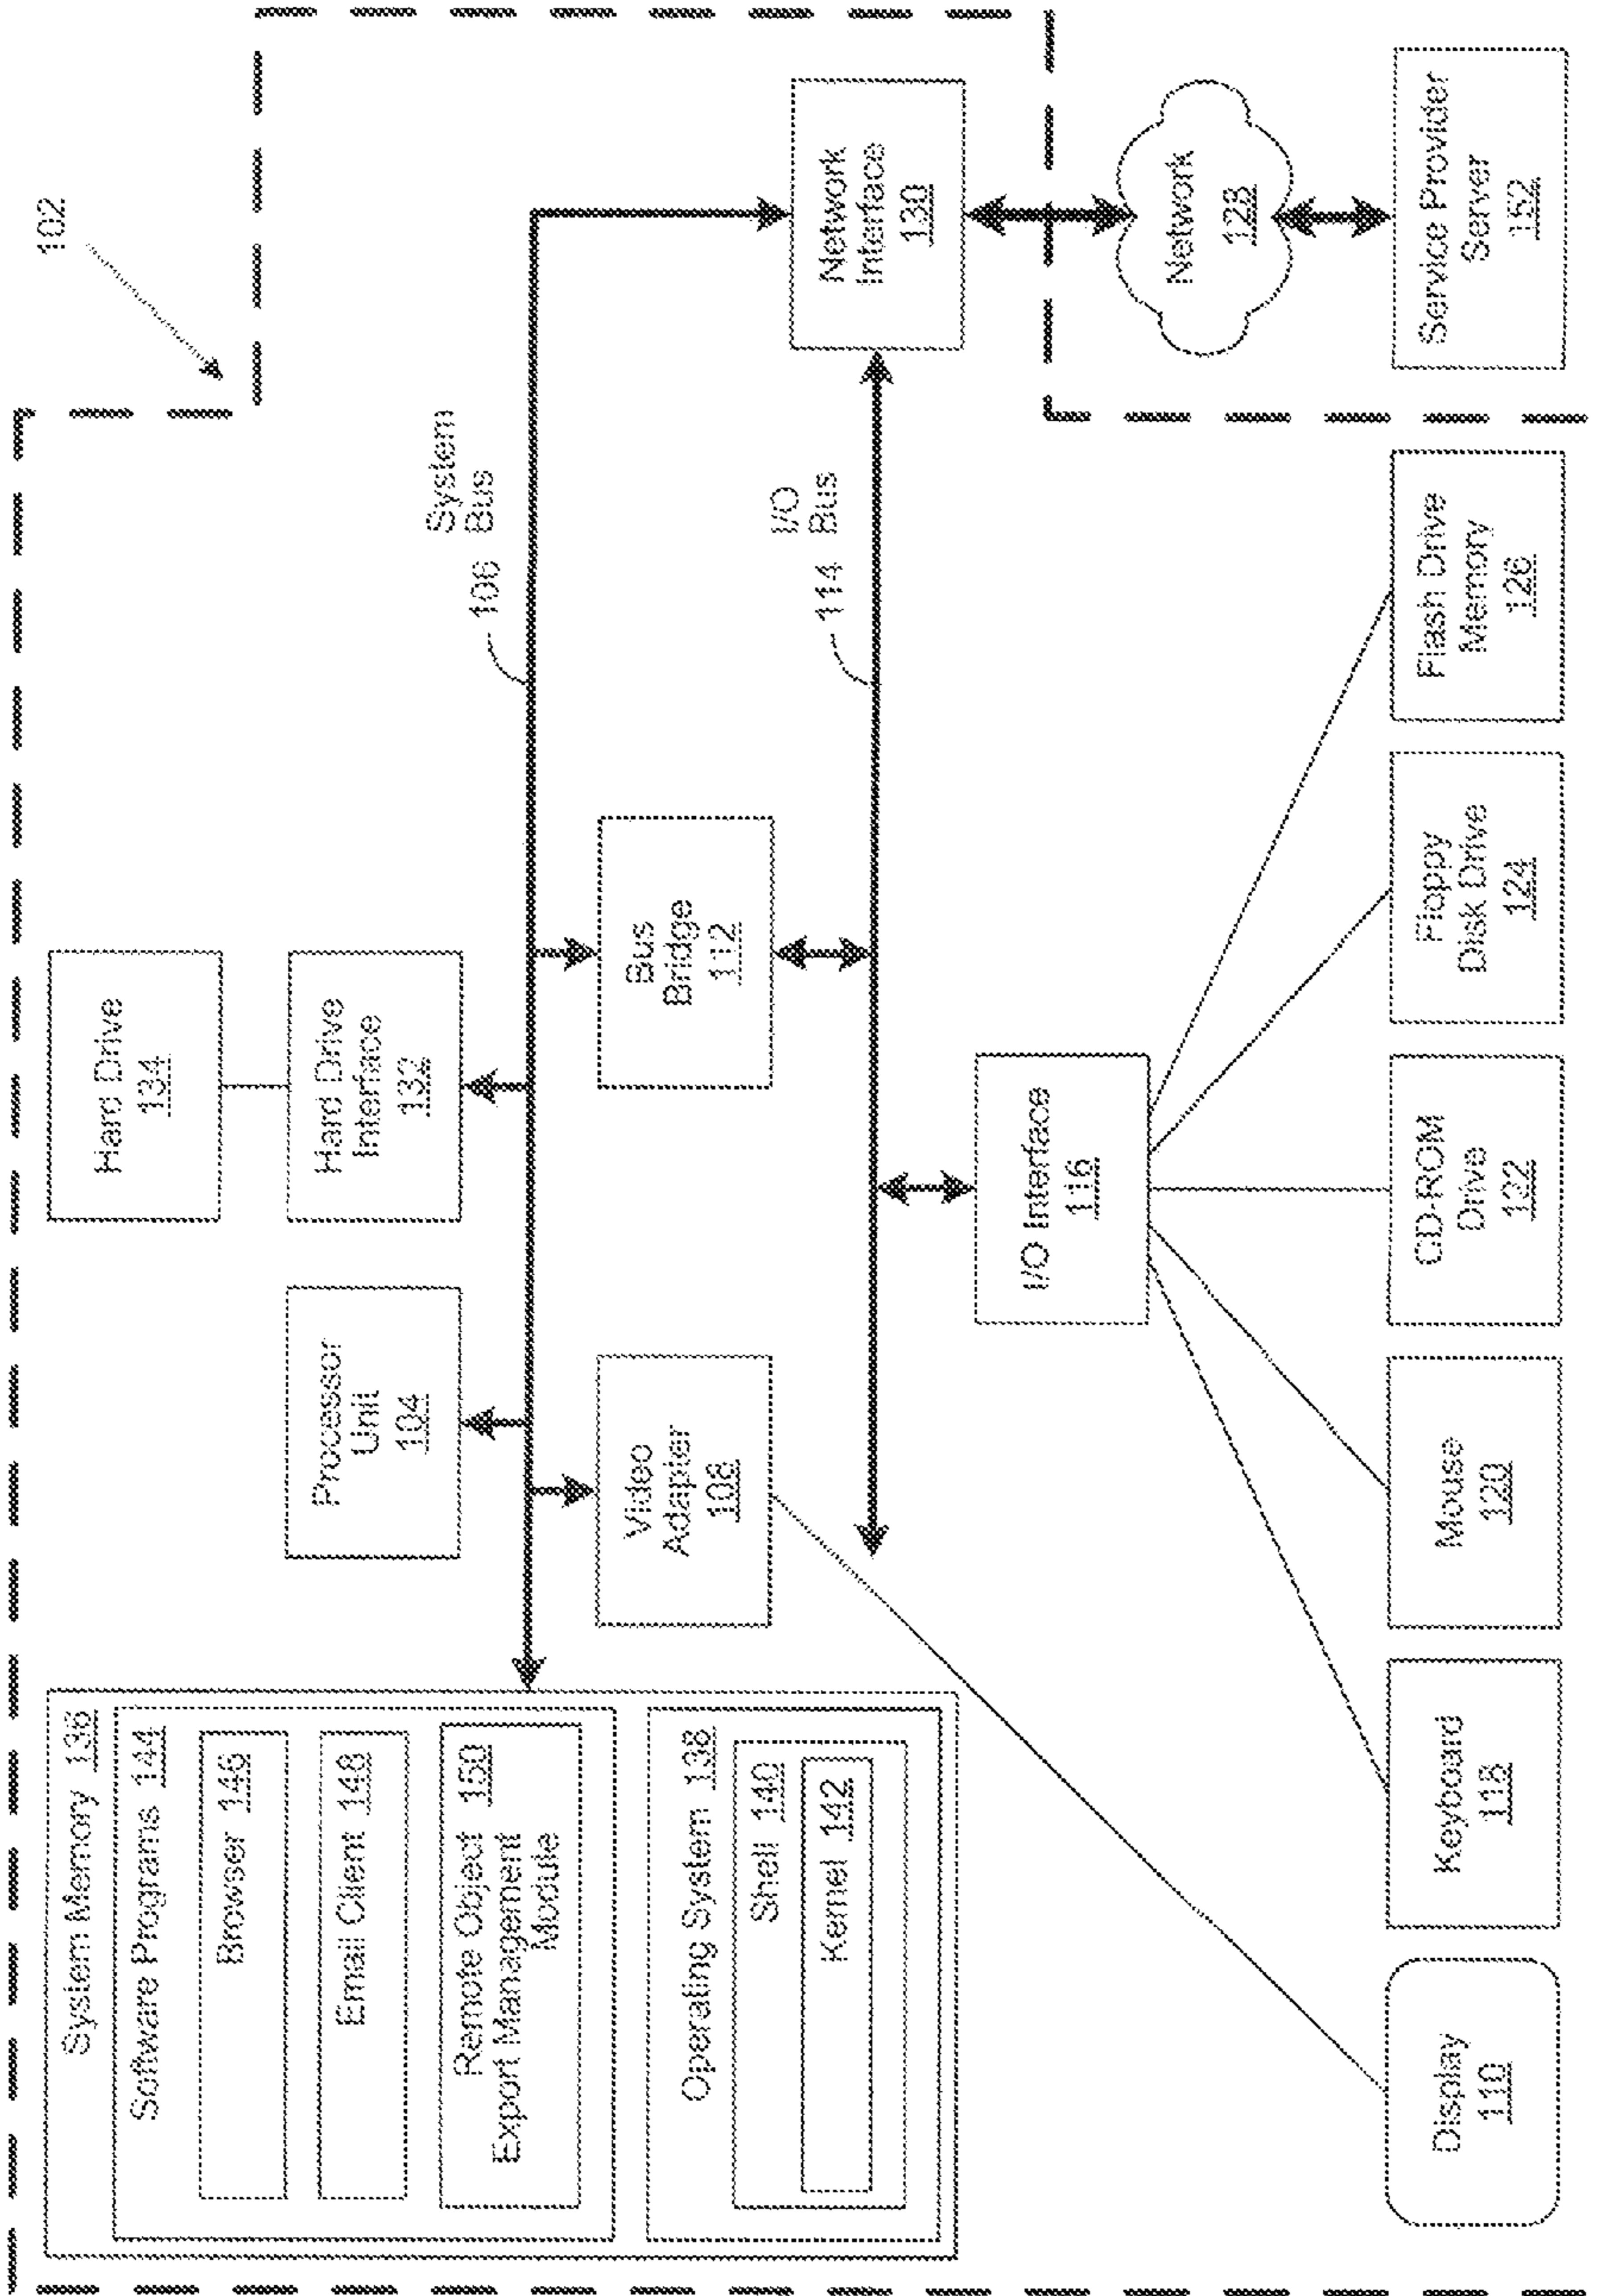 102
System Memory 136
Software Programs 144
Browser 146
Email Client 148
Remote Object 150
Export Management
Module
Operating System 138
Shell 140
Kernel 142
Processor
Unit
104
Hard Drive
134
Hard Drive
Interface
132
System
Bus
106
Video
Adapter
108
Bus
Bridge
112
I/O
Bus
114
Network
Interface
130
I/O Interface
116
Network
128
Display
110
Keyboard
118
Mouse
120
CD-ROM
Drive
122
Floppy
Disk Drive
124
Flash Drive
Memory
126
Service Provider
Server
152